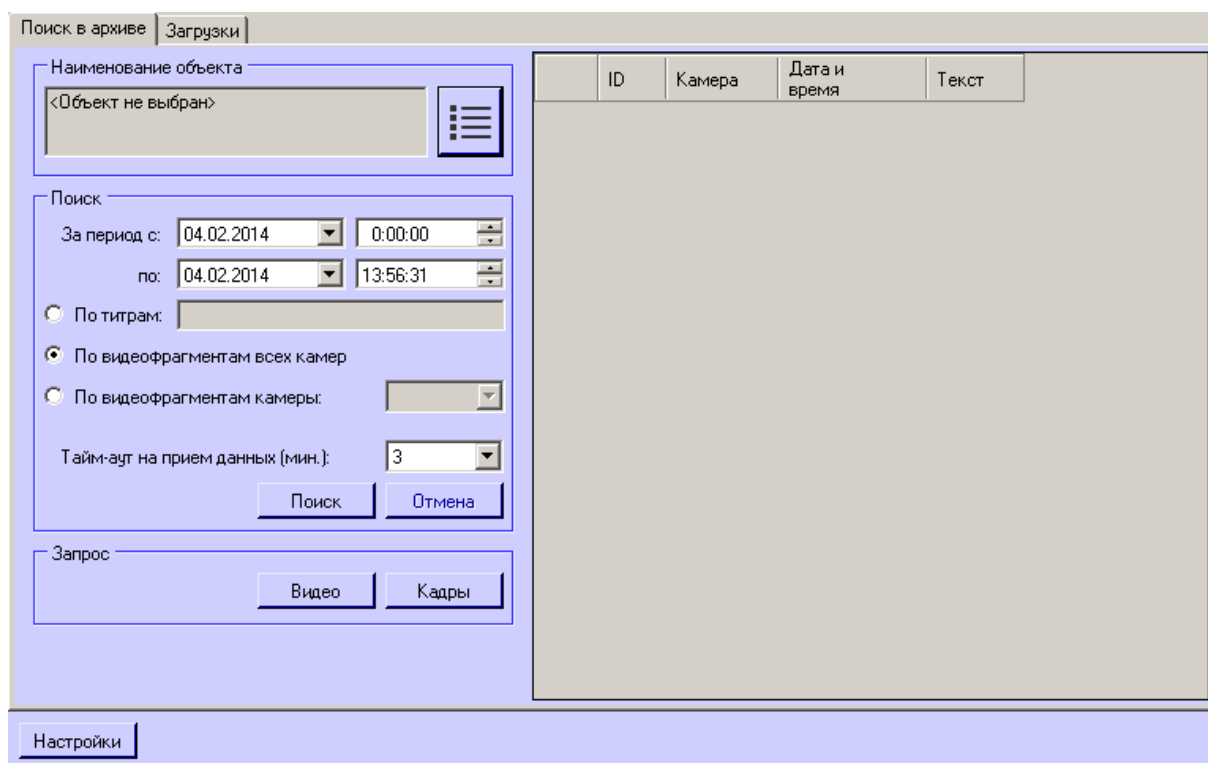 Поиск в архиве
Загрузки
Наименование объекта
<Объект не выбран>
Поиск
За период с: 04.02.2014 0:00:00
по: 04.02.2014 13:56:31
По титрам:
По видеофрагментам всех камер
По видеофрагментам камеры:
Тайм-аут на прием данных (мин.): 3
Поиск Отмена
Запрос
Видео Кадры
ID Камера Дата и время Текст
Настройки